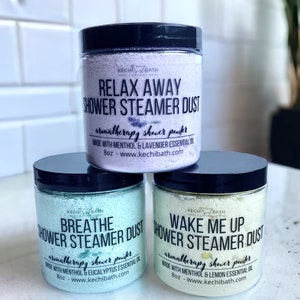 KECHI BATH
RELAX AWAY
SHOWER STEAMER DUST
aromatherapy shower powder
MADE WITH MENTHOL & LAVENDER ESSENTIAL OIL
8oz - www.kechibath.com
KECHI BATH
BREATHE
SHOWER STEAMER DUST
aromatherapy shower powder
MADE WITH MENTHOL & EUCALYPTUS ESSENTIAL OIL
8oz - www.kechibath.com
KECHI BATH
WAKE ME UP
SHOWER STEAMER DUST
aromatherapy shower powder
MADE WITH MENTHOL & LEMON ESSENTIAL OIL
8oz - www.kechibath.com